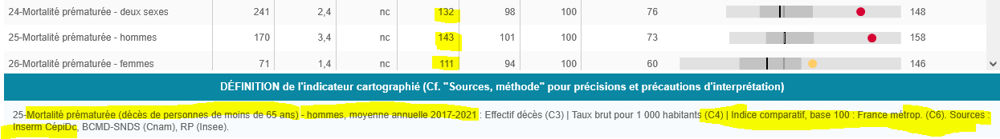 24-Mortalité prématurée - deux sexes 241 2,4 nc 132 98 100 76 148
25-Mortalité prématurée - hommes 170 3,4 nc 143 101 100 73 158
26-Mortalité prématurée - femmes 71 1,4 nc 111 94 100 60 146
DÉFINITION de l'indicateur cartographié (Cf. "Sources, méthode" pour précisions et précautions d'interprétation)
25-Mortalité prématurée (décès de personnes de moins de 65 ans) - hommes, moyenne annuelle 2017-2021 : Effectif décès (C3) | Taux brut pour 1 000 habitants (C4) | Indice comparatif, base 100 : France métrop. (C6). Sources :
Inserm CépiDc, BCMD-SNDS (Cnam), RP (Insee).